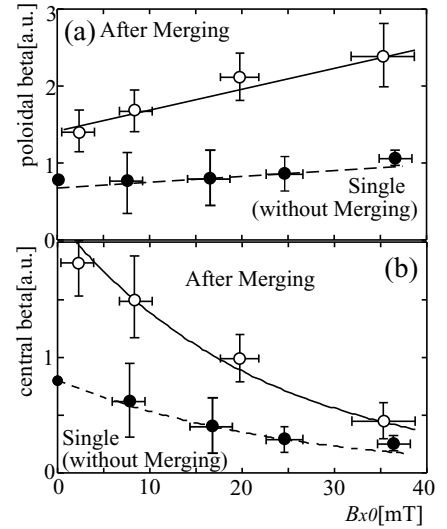 3
(a) After Merging
2
poloidal beta[a.u.]
1
Single
(without Merging)
0
(b)
After Merging
central beta[a.u.]
1
Single
(without Merging)
0
0 10 20 30 40
Bx0[mT]